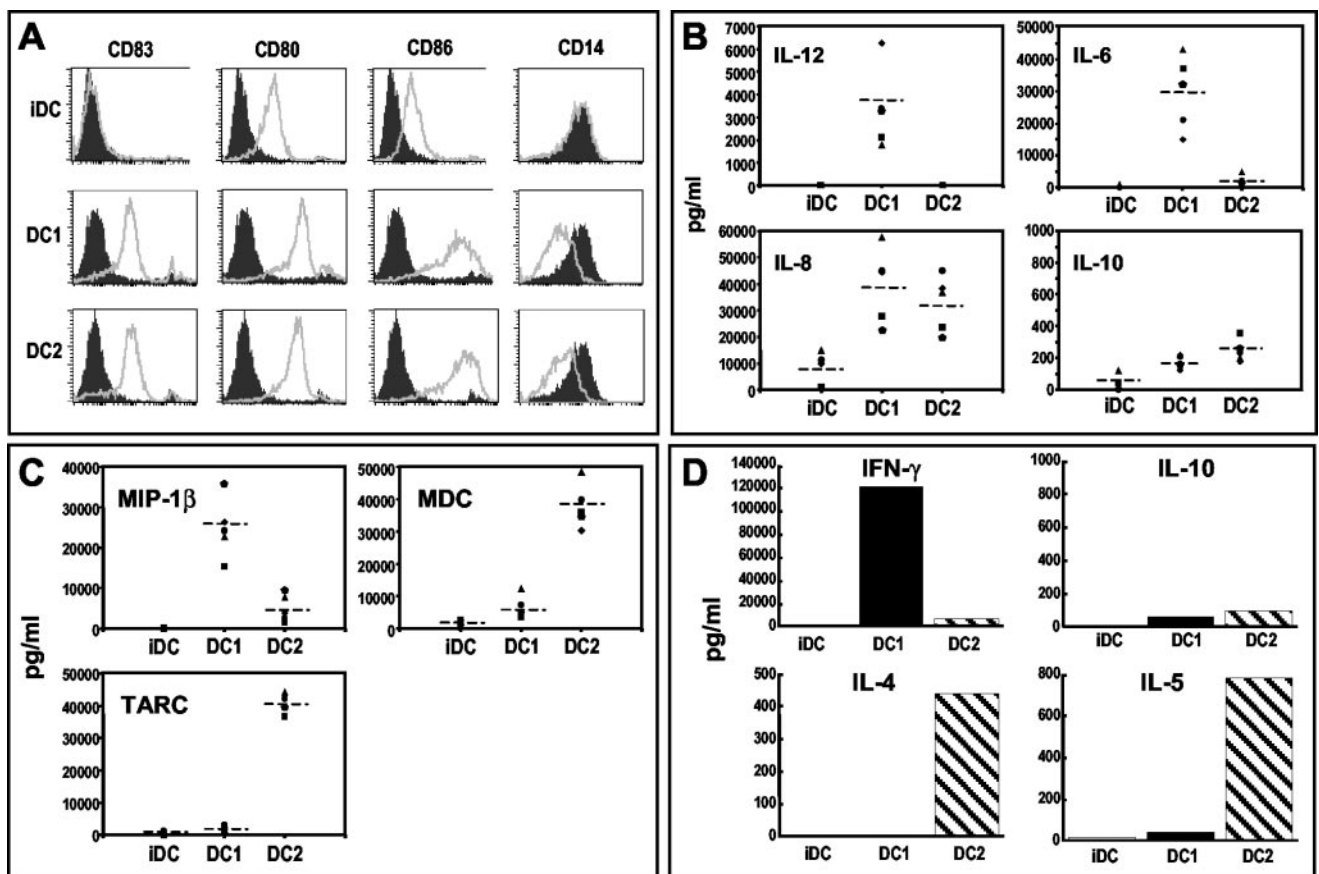 A
CD83 CD80 CD86 CD14
iDC
DC1
DC2
B
pg/ml
IL-12
7000
6000
5000
4000
3000
2000
1000
0
iDC DC1 DC2
IL-6
50000
40000
30000
20000
10000
0
iDC DC1 DC2
IL-8
60000
50000
40000
30000
20000
10000
0
iDC DC1 DC2
IL-10
1000
800
600
400
200
0
iDC DC1 DC2
C
pg/ml
MIP-1β
40000
30000
20000
10000
0
iDC DC1 DC2
MDC
50000
40000
30000
20000
10000
0
iDC DC1 DC2
TARC
50000
40000
30000
20000
10000
0
iDC DC1 DC2
D
pg/ml
IFN-γ
140000
120000
100000
80000
60000
40000
20000
0
iDC DC1 DC2
IL-10
1000
800
600
400
200
0
iDC DC1 DC2
IL-4
500
400
300
200
100
0
iDC DC1 DC2
IL-5
800
600
400
200
0
iDC DC1 DC2